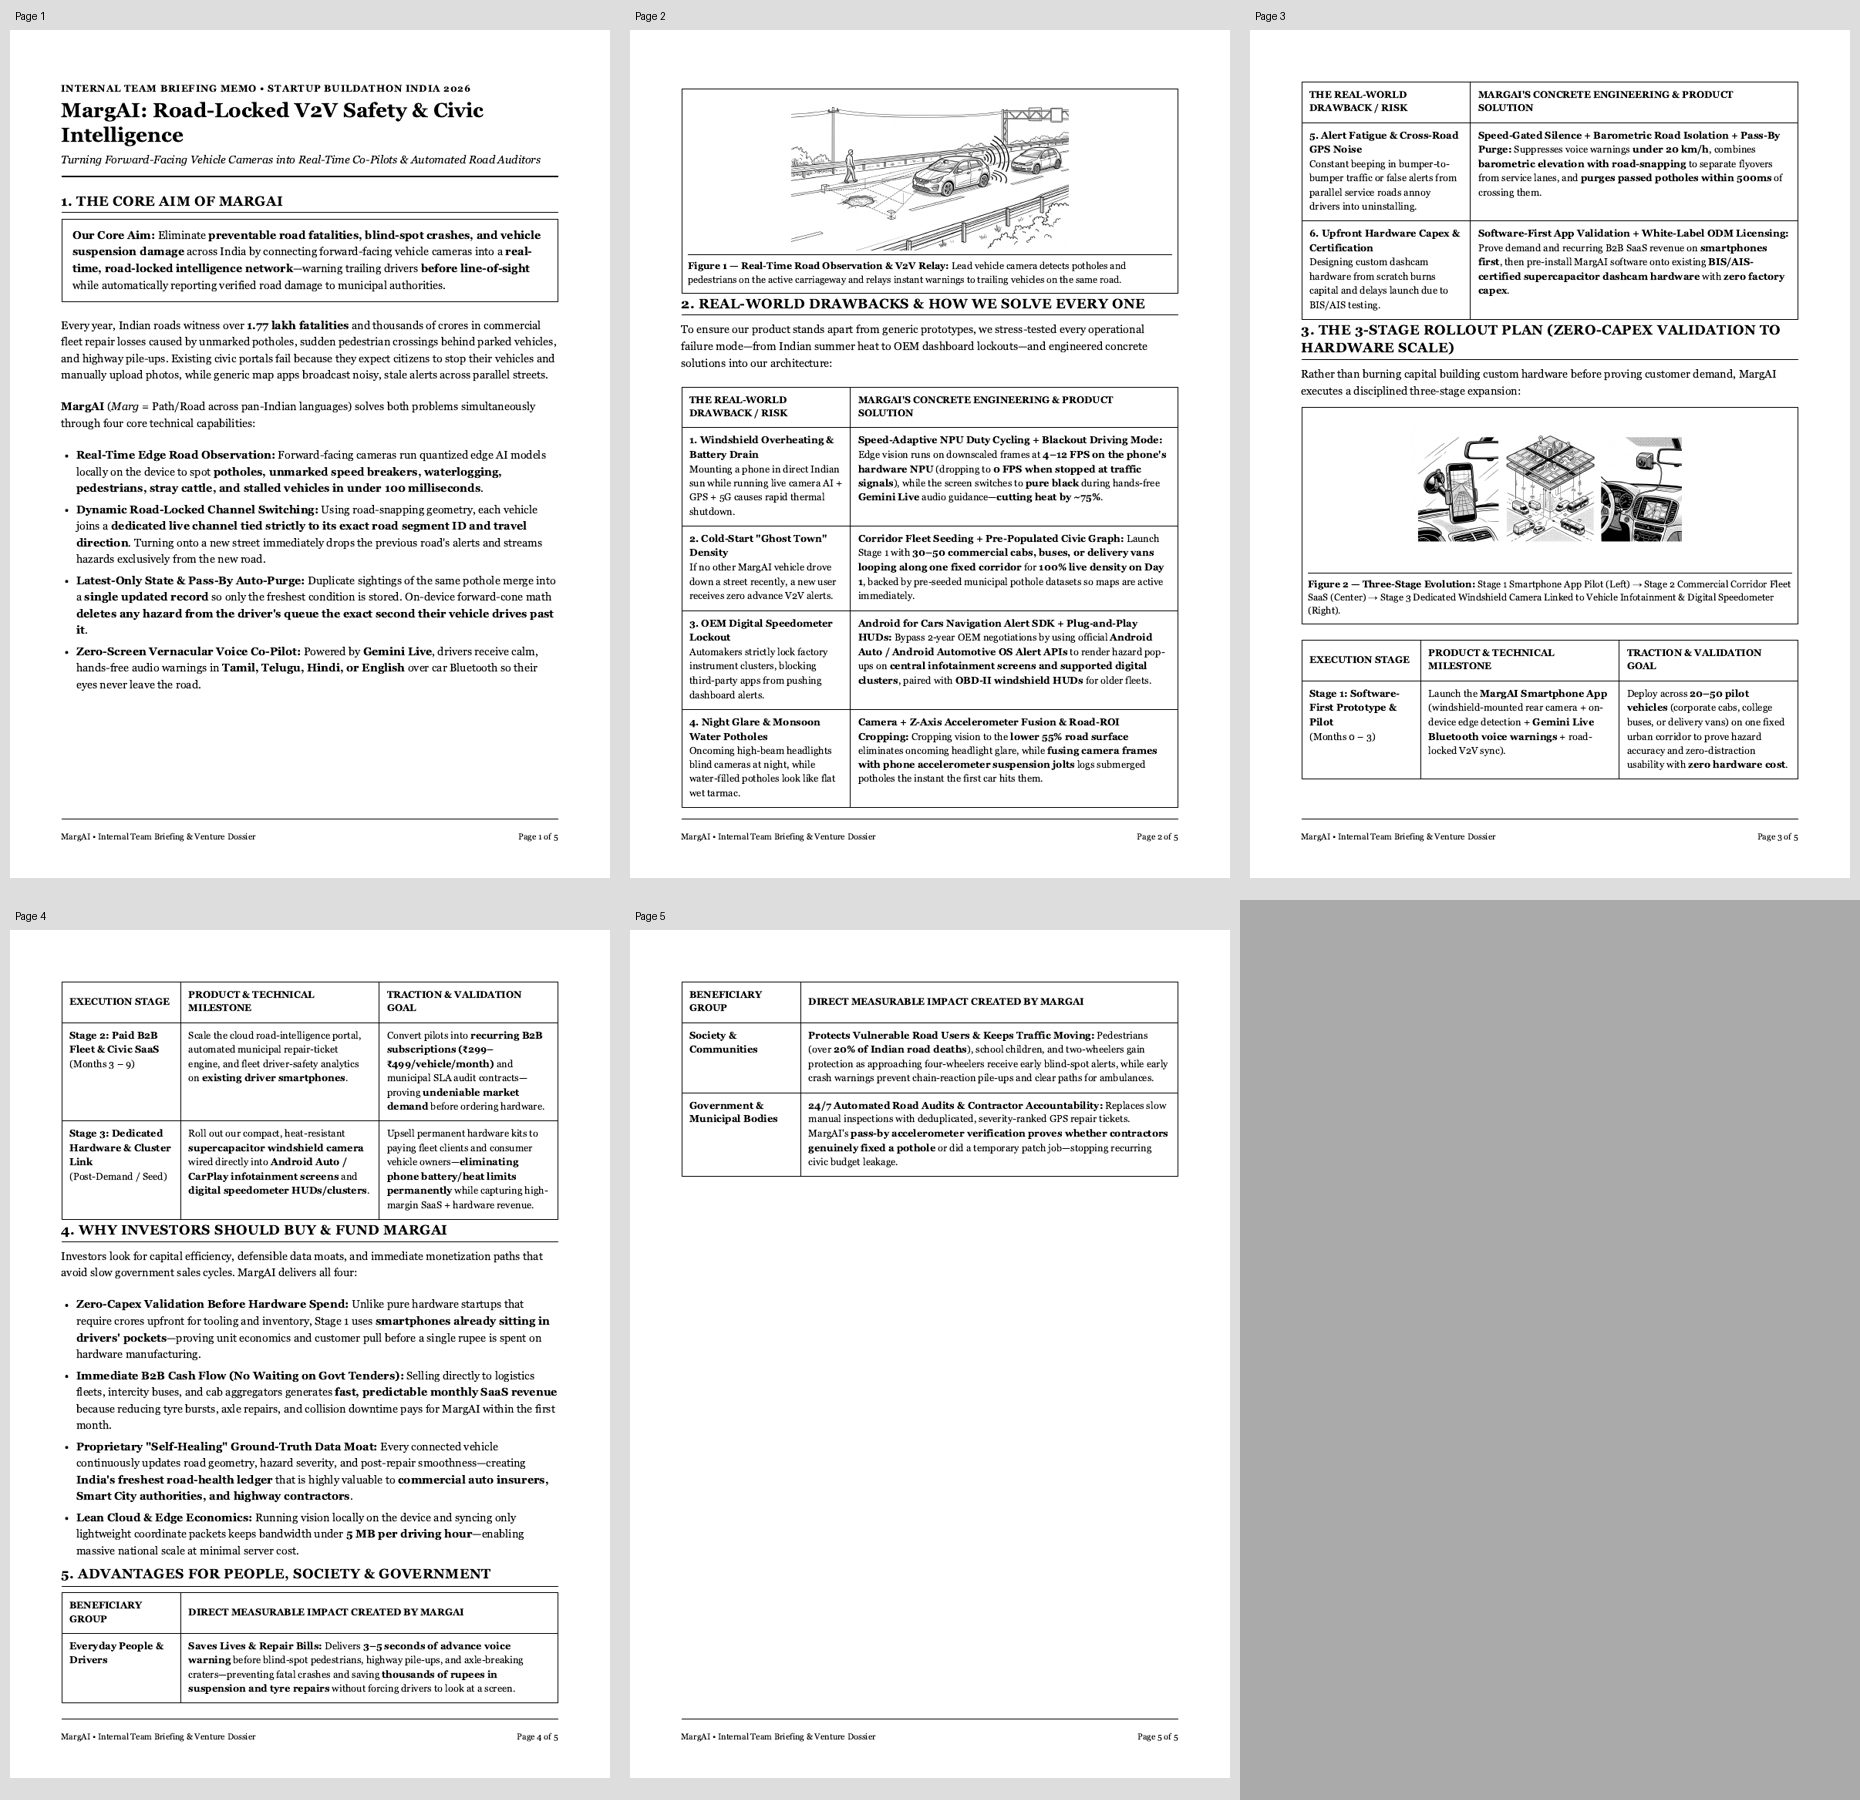 Page 1
INTERNAL TEAM BRIEFING MEMO • STARTUP BUILDATHON INDIA 2026
MargAI: Road-Locked V2V Safety & Civic
Intelligence
Turning Forward-Facing Vehicle Cameras into Real-Time Co-Pilots & Automated Road Auditors
1. THE CORE AIM OF MARGAI
Our Core Aim: Eliminate preventable road fatalities, blind-spot crashes, and vehicle
suspension damage across India by connecting forward-facing vehicle cameras into a real-
time, road-locked intelligence network—warning trailing drivers before line-of-sight
while automatically reporting verified road damage to municipal authorities.
Every year, Indian roads witness over 1.77 lakh fatalities and thousands of crores in commercial
fleet repair losses caused by unmarked potholes, sudden pedestrian crossings behind parked vehicles,
and highway pile-ups. Existing civic portals fail because they expect citizens to stop their vehicles and
manually upload photos, while generic map apps broadcast noisy, stale alerts across parallel streets.
MargAI (Marg = Path/Road across pan-Indian languages) solves both problems simultaneously
through four core technical capabilities:
• Real-Time Edge Road Observation: Forward-facing cameras run quantized edge AI models
locally on the device to spot potholes, unmarked speed breakers, waterlogging,
pedestrians, stray cattle, and stalled vehicles in under 100 milliseconds.
• Dynamic Road-Locked Channel Switching: Using road-snapping geometry, each vehicle
joins a dedicated live channel tied strictly to its exact road segment ID and travel
direction. Turning onto a new street immediately drops the previous road's alerts and streams
hazards exclusively from the new road.
• Latest-Only State & Pass-By Auto-Purge: Duplicate sightings of the same pothole merge into
a single updated record so only the freshest condition is stored. On-device forward-cone math
deletes any hazard from the driver's queue the exact second their vehicle drives past
it.
• Zero-Screen Vernacular Voice Co-Pilot: Powered by Gemini Live, drivers receive calm,
hands-free audio warnings in Tamil, Telugu, Hindi, or English over car Bluetooth so their
eyes never leave the road.
MargAI • Internal Team Briefing & Venture Dossier
Page 1 of 5
Page 2
Figure 1 — Real-Time Road Observation & V2V Relay: Lead vehicle camera detects potholes and
pedestrians on the active carriageway and relays instant warnings to trailing vehicles on the same road.
2. REAL-WORLD DRAWBACKS & HOW WE SOLVE EVERY ONE
To ensure our product stands apart from generic prototypes, we stress-tested every operational
failure mode—from Indian summer heat to OEM dashboard lockouts—and engineered concrete
solutions into our architecture:
THE REAL-WORLD
DRAWBACK / RISK
MARGAI'S CONCRETE ENGINEERING & PRODUCT
SOLUTION
1. Windshield Overheating &
Battery Drain
Mounting a phone in direct Indian
sun while running live camera AI +
GPS + 5G causes rapid thermal
shutdown.
Speed-Adaptive NPU Duty Cycling + Blackout Driving Mode:
Edge vision runs on downscaled frames at 4–12 FPS on the phone's
hardware NPU (dropping to 0 FPS when stopped at traffic
signals), while the screen switches to pure black during hands-free
Gemini Live audio guidance—cutting heat by ~75%.
2. Cold-Start "Ghost Town"
Density
If no other MargAI vehicle drove
down a street recently, a new user
receives zero advance V2V alerts.
Corridor Fleet Seeding + Pre-Populated Civic Graph: Launch
Stage 1 with 30–50 commercial cabs, buses, or delivery vans
looping along one fixed corridor for 100% live density on Day
1, backed by pre-seeded municipal pothole datasets so maps are active
immediately.
3. OEM Digital Speedometer
Lockout
Automakers strictly lock factory
instrument clusters, blocking
third-party apps from pushing
dashboard alerts.
Android for Cars Navigation Alert SDK + Plug-and-Play
HUDs: Bypass 2-year OEM negotiations by using official Android
Auto / Android Automotive OS Alert APIs to render hazard pop-
ups on central infotainment screens and supported digital
clusters, paired with OBD-II windshield HUDs for older fleets.
4. Night Glare & Monsoon
Water Potholes
Oncoming high-beam headlights
blind cameras at night, while
water-filled potholes look like flat
wet tarmac.
Camera + Z-Axis Accelerometer Fusion & Road-ROI
Cropping: Cropping vision to the lower 55% road surface
eliminates oncoming headlight glare, while fusing camera frames
with phone accelerometer suspension jolts logs submerged
potholes the instant the first car hits them.
MargAI • Internal Team Briefing & Venture Dossier
Page 2 of 5
Page 3
THE REAL-WORLD
DRAWBACK / RISK
MARGAI'S CONCRETE ENGINEERING & PRODUCT
SOLUTION
5. Alert Fatigue & Cross-Road
GPS Noise
Constant beeping in bumper-to-
bumper traffic or false alerts from
parallel service roads annoy
drivers into uninstalling.
Speed-Gated Silence + Barometric Road Isolation + Pass-By
Purge: Suppresses voice warnings under 20 km/h, combines
barometric elevation with road-snapping to separate flyovers
from service lanes, and purges passed potholes within 500ms of
crossing them.
6. Upfront Hardware Capex &
Certification
Designing custom dashcam
hardware from scratch burns
capital and delays launch due to
BIS/AIS testing.
Software-First App Validation + White-Label ODM Licensing:
Prove demand and recurring B2B SaaS revenue on smartphones
first, then pre-install MargAI software onto existing BIS/AIS-
certified supercapacitor dashcam hardware with zero factory
capex.
3. THE 3-STAGE ROLLOUT PLAN (ZERO-CAPEX VALIDATION TO
HARDWARE SCALE)
Rather than burning capital building custom hardware before proving customer demand, MargAI
executes a disciplined three-stage expansion:
Figure 2 — Three-Stage Evolution: Stage 1 Smartphone App Pilot (Left) → Stage 2 Commercial Corridor Fleet
SaaS (Center) → Stage 3 Dedicated Windshield Camera Linked to Vehicle Infotainment & Digital Speedometer
(Right).
EXECUTION STAGE
PRODUCT & TECHNICAL
MILESTONE
TRACTION & VALIDATION
GOAL
Stage 1: Software-
First Prototype &
Pilot
(Months 0 – 3)
Launch the MargAI Smartphone App
(windshield-mounted rear camera + on-
device edge detection + Gemini Live
Bluetooth voice warnings + road-
locked V2V sync).
Deploy across 20–50 pilot
vehicles (corporate cabs, college
buses, or delivery vans) on one fixed
urban corridor to prove hazard
accuracy and zero-distraction
usability with zero hardware cost.
MargAI • Internal Team Briefing & Venture Dossier
Page 3 of 5
Page 4
EXECUTION STAGE
PRODUCT & TECHNICAL
MILESTONE
TRACTION & VALIDATION
GOAL
Stage 2: Paid B2B
Fleet & Civic SaaS
(Months 3 – 9)
Scale the cloud road-intelligence portal,
automated municipal repair-ticket
engine, and fleet driver-safety analytics
on existing driver smartphones.
Convert pilots into recurring B2B
subscriptions (₹299–
₹499/vehicle/month) and
municipal SLA audit contracts—
proving undeniable market
demand before ordering hardware.
Stage 3: Dedicated
Hardware & Cluster
Link
(Post-Demand / Seed)
Roll out our compact, heat-resistant
supercapacitor windshield camera
wired directly into Android Auto /
CarPlay infotainment screens and
digital speedometer HUDs/clusters.
Upsell permanent hardware kits to
paying fleet clients and consumer
vehicle owners—eliminating
phone battery/heat limits
permanently while capturing high-
margin SaaS + hardware revenue.
4. WHY INVESTORS SHOULD BUY & FUND MARGAI
Investors look for capital efficiency, defensible data moats, and immediate monetization paths that
avoid slow government sales cycles. MargAI delivers all four:
• Zero-Capex Validation Before Hardware Spend: Unlike pure hardware startups that
require crores upfront for tooling and inventory, Stage 1 uses smartphones already sitting in
drivers' pockets—proving unit economics and customer pull before a single rupee is spent on
hardware manufacturing.
• Immediate B2B Cash Flow (No Waiting on Govt Tenders): Selling directly to logistics
fleets, intercity buses, and cab aggregators generates fast, predictable monthly SaaS revenue
because reducing tyre bursts, axle repairs, and collision downtime pays for MargAI within the first
month.
• Proprietary "Self-Healing" Ground-Truth Data Moat: Every connected vehicle
continuously updates road geometry, hazard severity, and post-repair smoothness—creating
India's freshest road-health ledger that is highly valuable to commercial auto insurers,
Smart City authorities, and highway contractors.
• Lean Cloud & Edge Economics: Running vision locally on the device and syncing only
lightweight coordinate packets keeps bandwidth under 5 MB per driving hour—enabling
massive national scale at minimal server cost.
5. ADVANTAGES FOR PEOPLE, SOCIETY & GOVERNMENT
BENEFICIARY
GROUP
DIRECT MEASURABLE IMPACT CREATED BY MARGAI
Everyday People &
Drivers
Saves Lives & Repair Bills: Delivers 3–5 seconds of advance voice
warning before blind-spot pedestrians, highway pile-ups, and axle-breaking
craters—preventing fatal crashes and saving thousands of rupees in
suspension and tyre repairs without forcing drivers to look at a screen.
MargAI • Internal Team Briefing & Venture Dossier
Page 4 of 5
Page 5
BENEFICIARY
GROUP
DIRECT MEASURABLE IMPACT CREATED BY MARGAI
Society &
Communities
Protects Vulnerable Road Users & Keeps Traffic Moving: Pedestrians
(over 20% of Indian road deaths), school children, and two-wheelers gain
protection as approaching four-wheelers receive early blind-spot alerts, while early
crash warnings prevent chain-reaction pile-ups and clear paths for ambulances.
Government &
Municipal Bodies
24/7 Automated Road Audits & Contractor Accountability: Replaces slow
manual inspections with deduplicated, severity-ranked GPS repair tickets.
MargAI's pass-by accelerometer verification proves whether contractors
genuinely fixed a pothole or did a temporary patch job—stopping recurring
civic budget leakage.
MargAI • Internal Team Briefing & Venture Dossier
Page 5 of 5